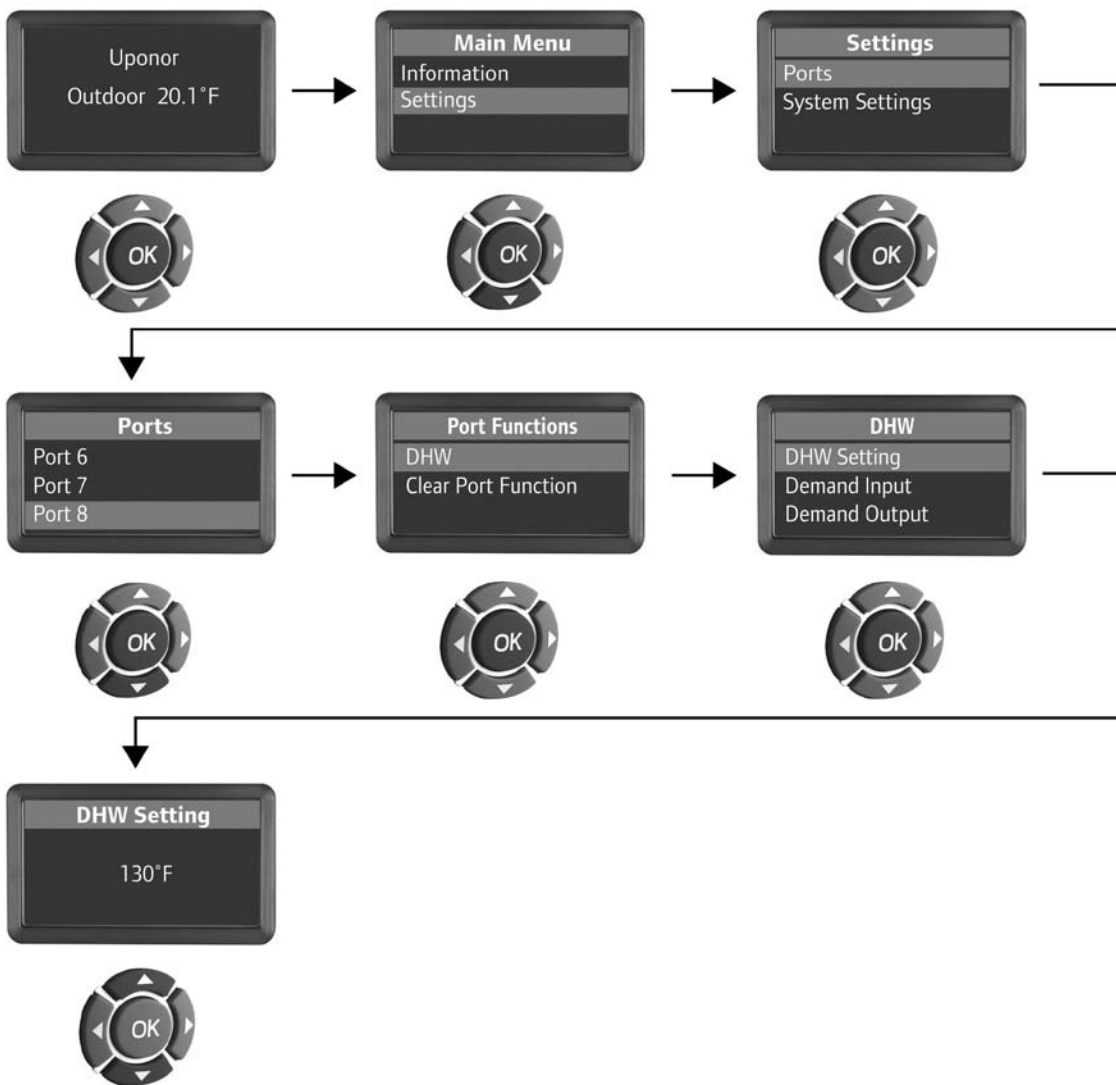 Uponor
Outdoor 20.1°F
Main Menu
Information
Settings
Settings
Ports
System Settings
OK
OK
OK
Ports
Port 6
Port 7
Port 8
Port Functions
DHW
Clear Port Function
DHW
DHW Setting
Demand Input
Demand Output
OK
OK
OK
DHW Setting
130°F
OK